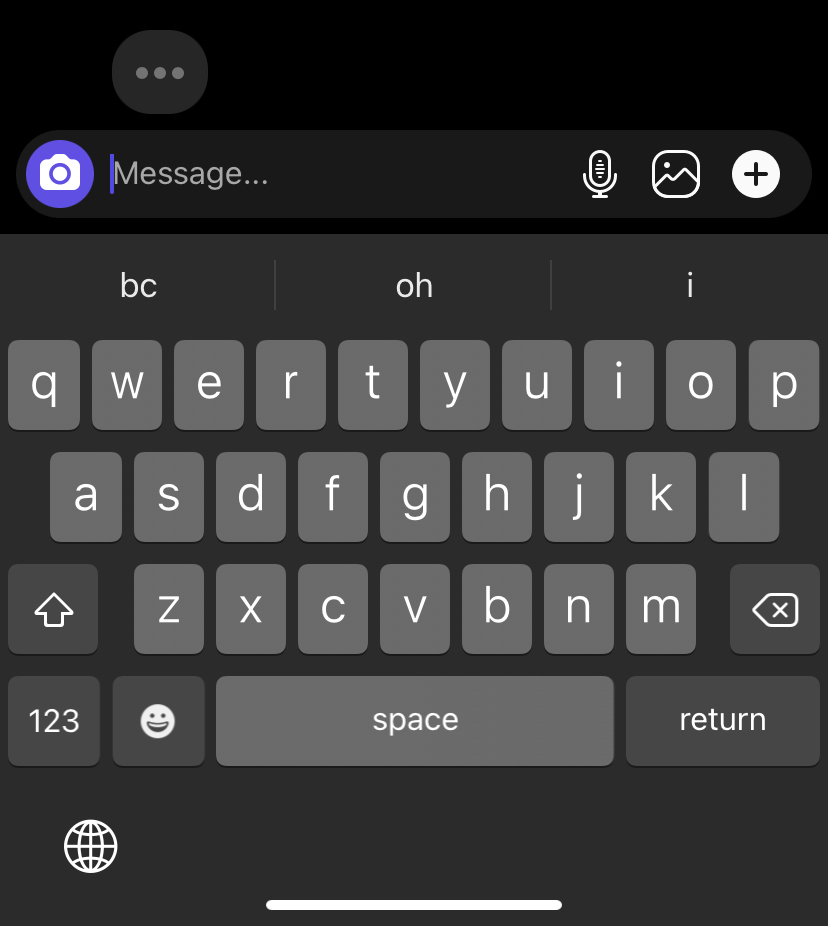 Message...
bc oh i
q w e r t y u i o p
a s d f g h j k l
z x c v b n m
123 space return